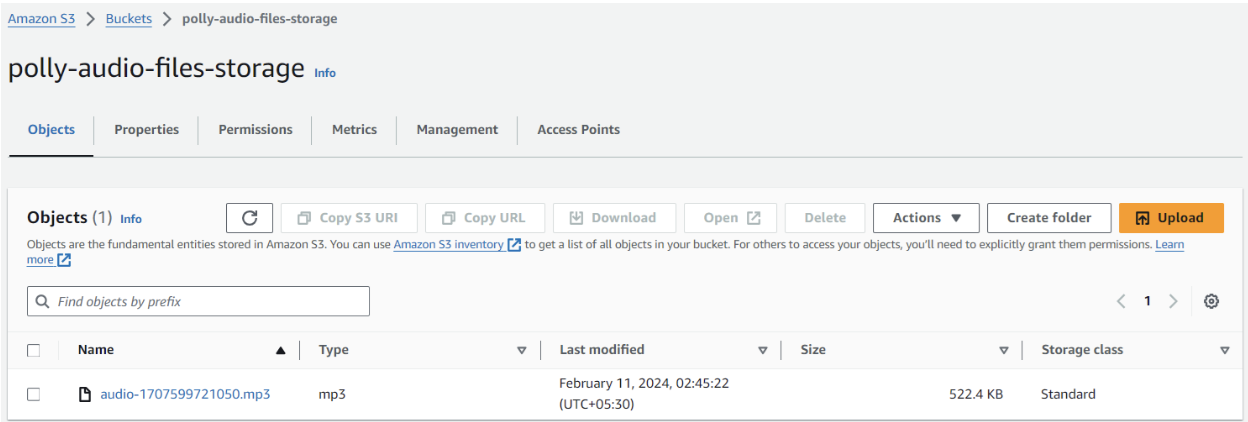 Amazon S3 > Buckets > polly-audio-files-storage
polly-audio-files-storage Info
Objects Properties Permissions Metrics Management Access Points
Objects (1) Info Copy S3 URI Copy URL Download Open Delete Actions Create folder Upload
Objects are the fundamental entities stored in Amazon S3. You can use Amazon S3 inventory to get a list of all objects in your bucket. For others to access your objects, you'll need to explicitly grant them permissions. Learn
more
Find objects by prefix < 1 >
Name Type Last modified Size Storage class
audio-1707599721050.mp3 mp3 February 11, 2024, 02:45:22 522.4 KB Standard
(UTC+05:30)